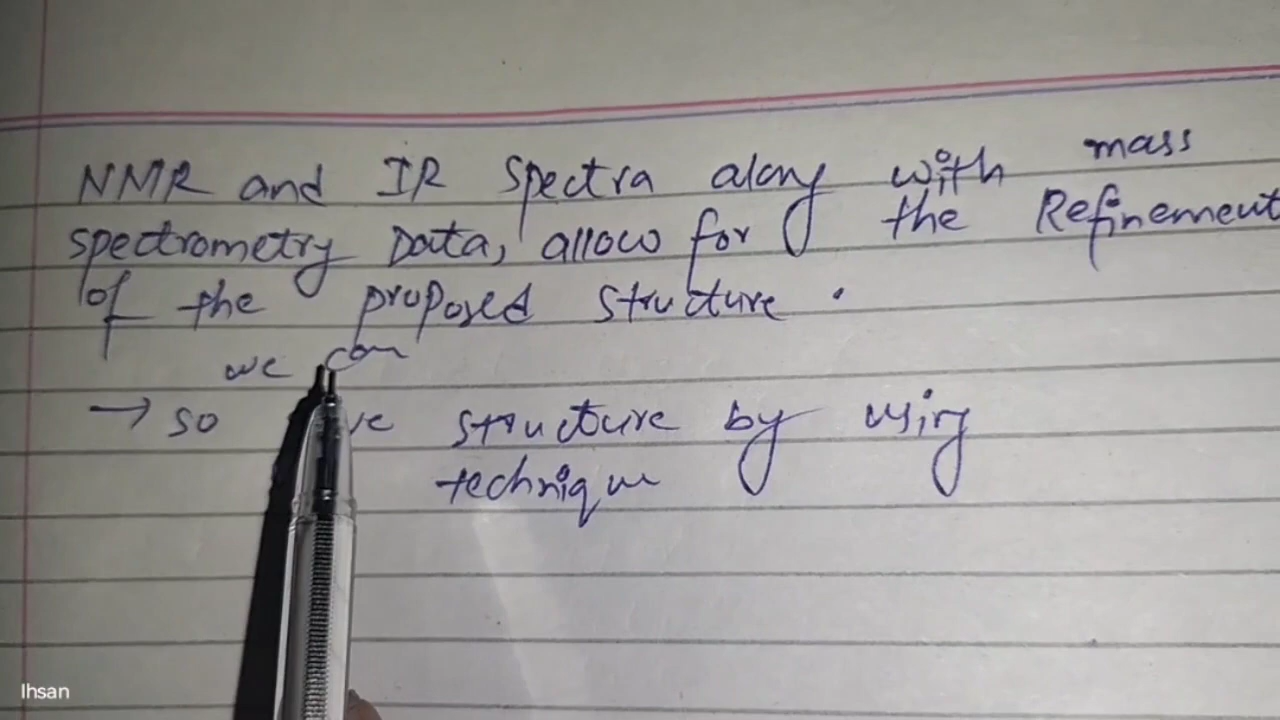 NMR and IR Spectra along with mass
spectrometry Data, allow for the Refinement
of the proposed structure.
we can
→ so structure by using
technique
Ihsan